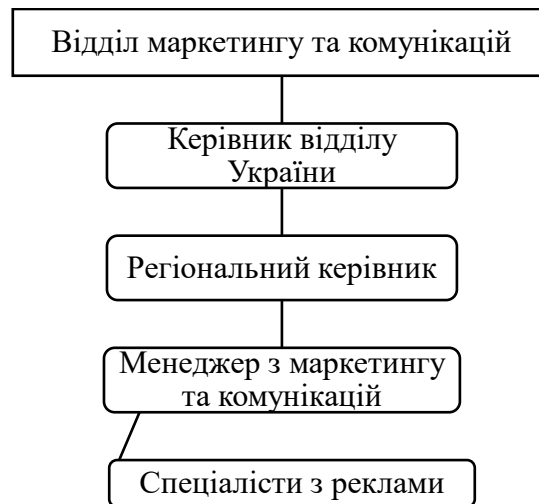 Відділ маркетингу та комунікацій
Керівник відділу
України
Регіональний керівник
Менеджер з маркетингу
та комунікацій
Спеціалісти з реклами